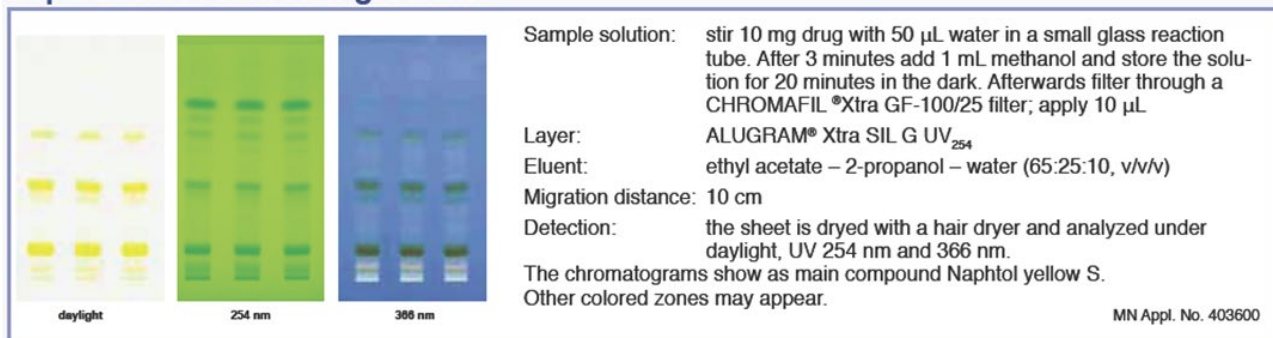 Sample solution: stir 10 mg drug with 50 µL water in a small glass reaction
tube. After 3 minutes add 1 mL methanol and store the solu-
tion for 20 minutes in the dark. Afterwards filter through a
CHROMAFIL ®Xtra GF-100/25 filter; apply 10 µL
Layer: ALUGRAM® Xtra SIL G UV254
Eluent: ethyl acetate – 2-propanol – water (65:25:10, v/v/v)
Migration distance: 10 cm
Detection: the sheet is dryed with a hair dryer and analyzed under
daylight, UV 254 nm and 366 nm.
The chromatograms show as main compound Naphtol yellow S.
Other colored zones may appear.
daylight 254 nm 366 nm
MN Appl. No. 403600